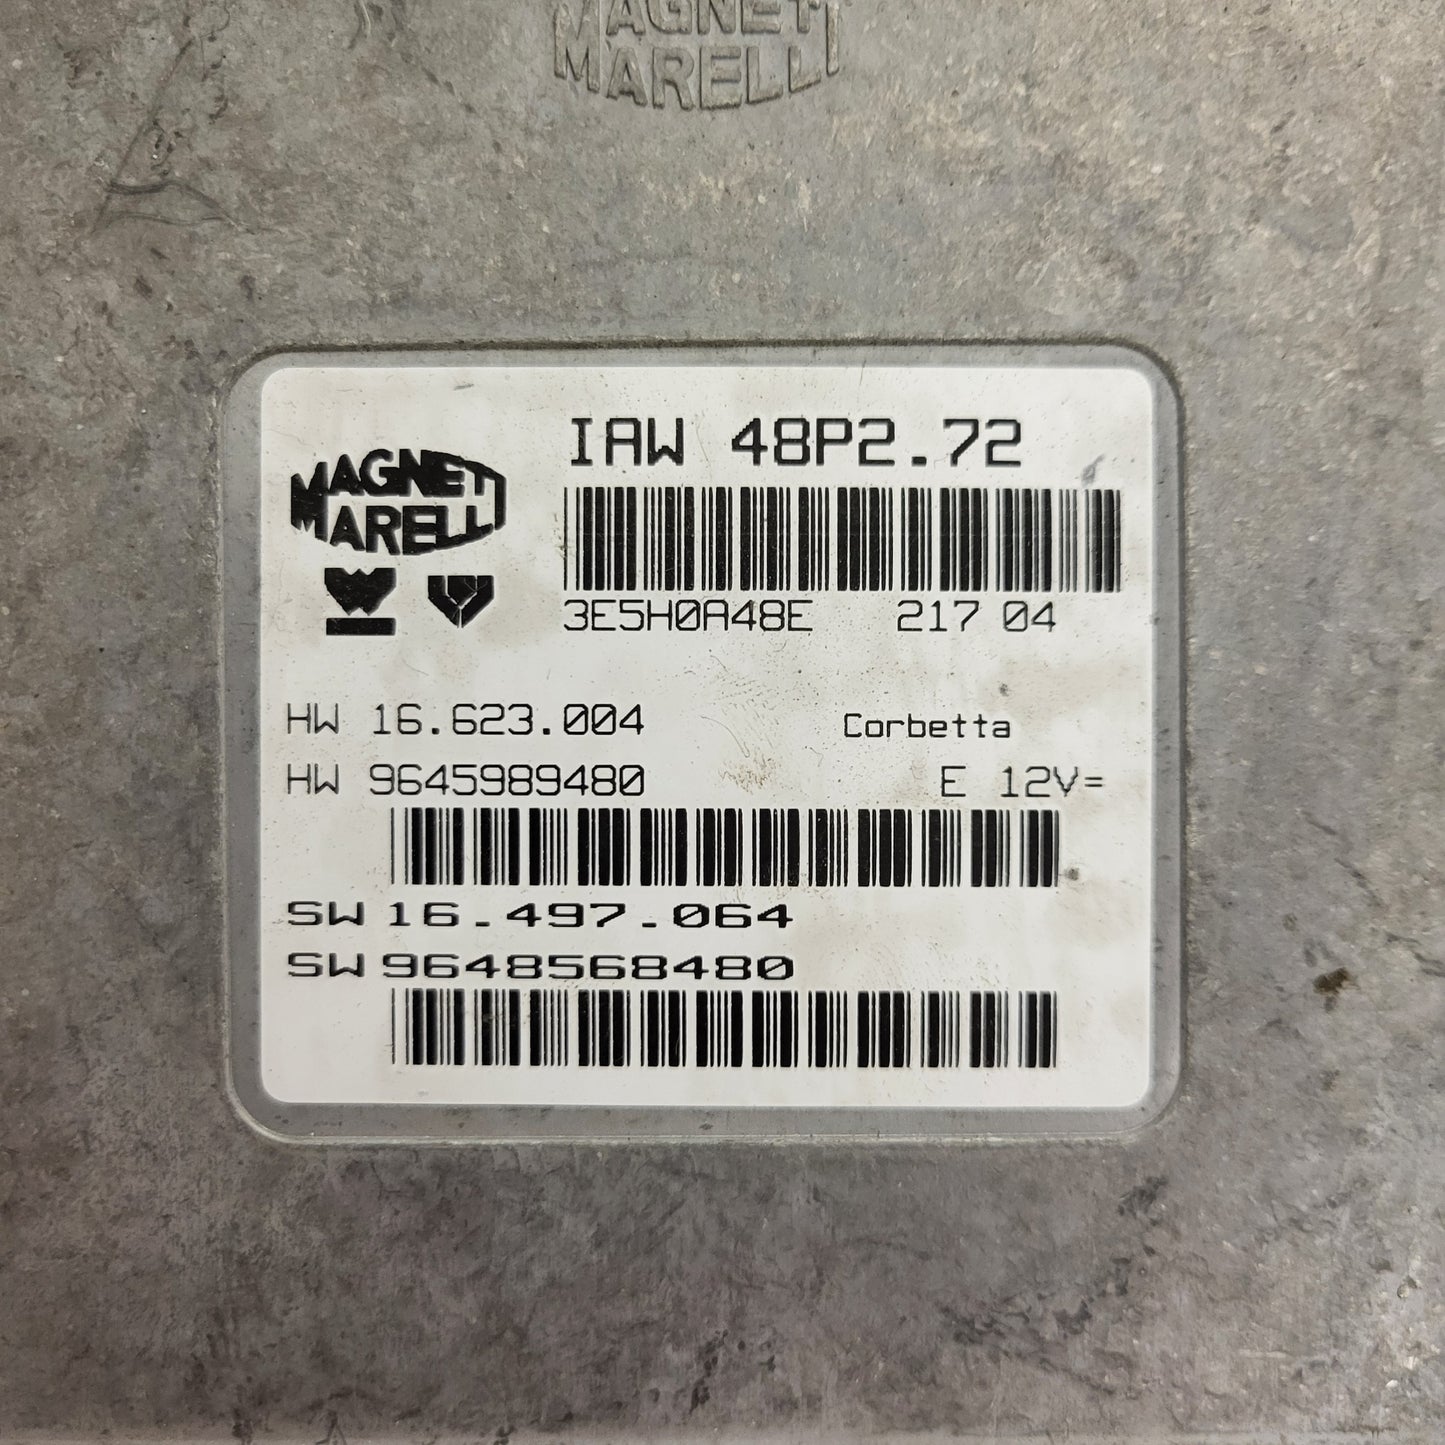 MAGNETI
MARELLI
IAW 48P2.72
MAGNETI
MARELLI
3E5H0A48E 217 04
HW 16.623.004 Corbetta
HW 9645989480 E 12V=
SW 16.497.064
SW 9648568480